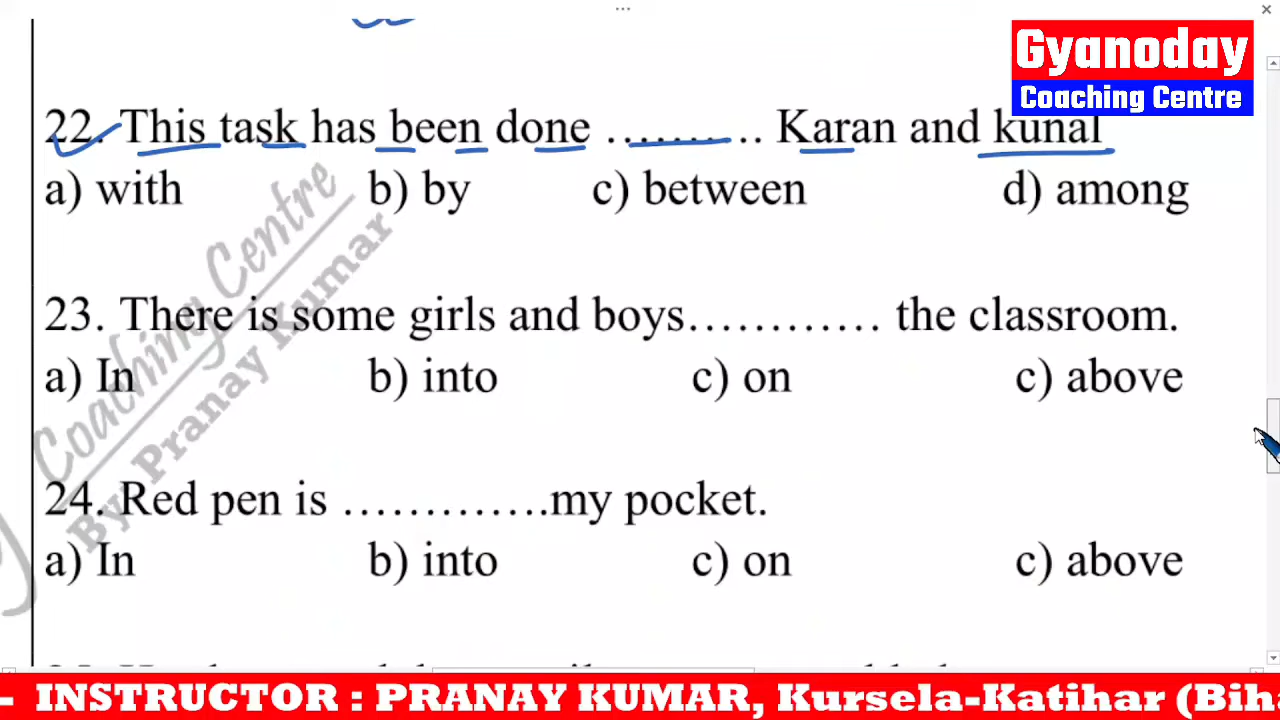 Gyanoday
Coaching Centre
22. This task has been done ………. Karan and kunal
a) with b) by c) between d) among
23. There is some girls and boys………… the classroom.
a) In b) into c) on c) above
24. Red pen is ………….my pocket.
a) In b) into c) on c) above
Coaching Centre
By: Pranay Kumar
- INSTRUCTOR : PRANAY KUMAR, Kursela-Katihar (Biha